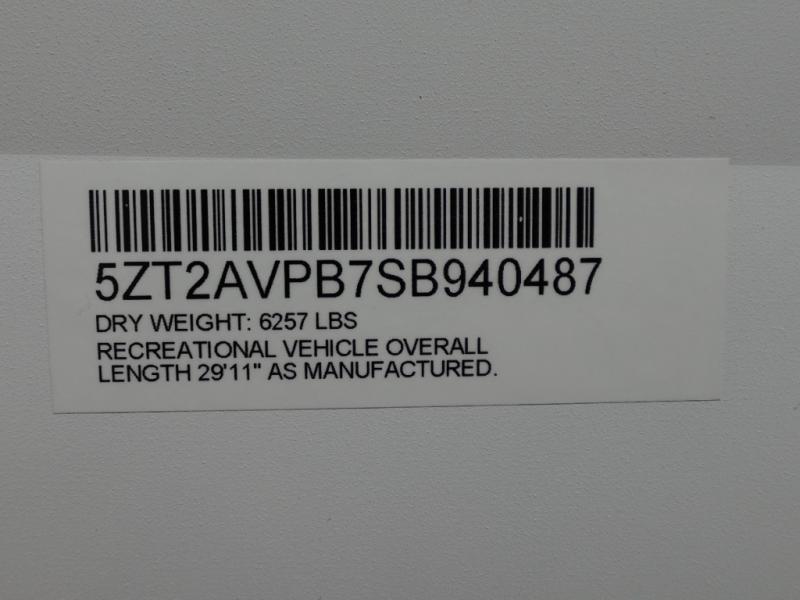 5ZT2AVPB7SB940487
DRY WEIGHT: 6257 LBS
RECREATIONAL VEHICLE OVERALL
LENGTH 29'11" AS MANUFACTURED.